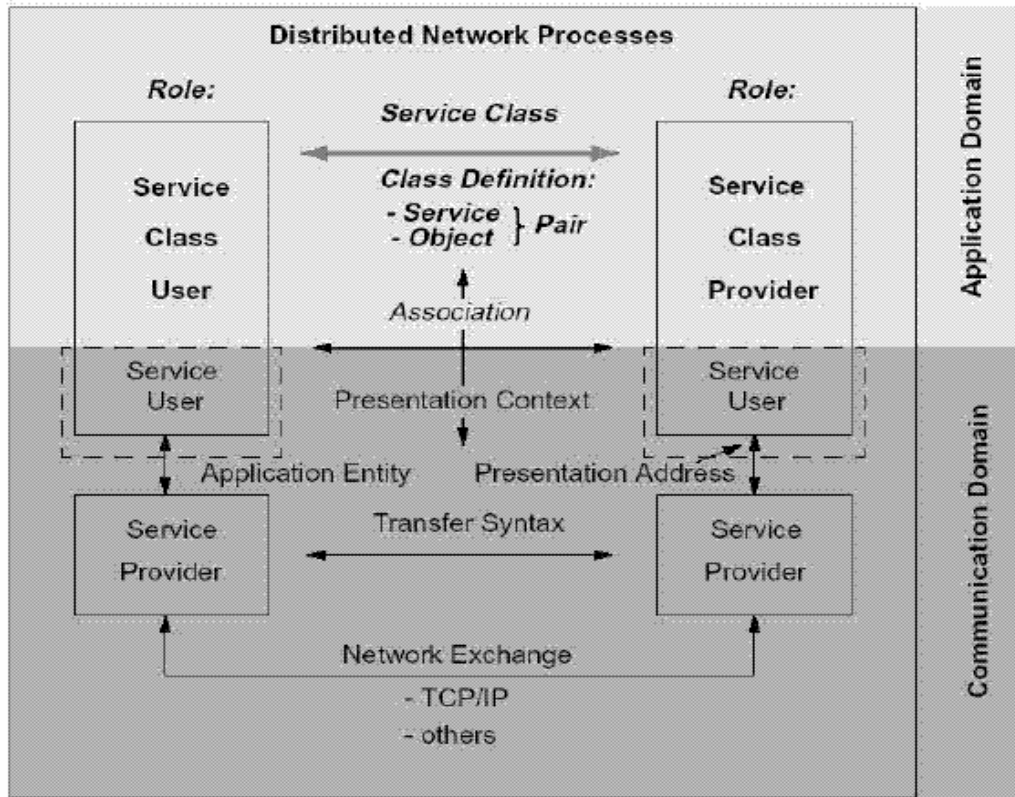 Distributed Network Processes
Role:
Role:
Service Class
Service
Class
User
Class Definition:
- Service
- Object
} Pair
Service
Class
Provider
Association
Service
User
Presentation Context
Service
User
Application Entity
Presentation Address
Service
Provider
Transfer Syntax
Service
Provider
Network Exchange
- TCP/IP
- others
Application Domain
Communication Domain